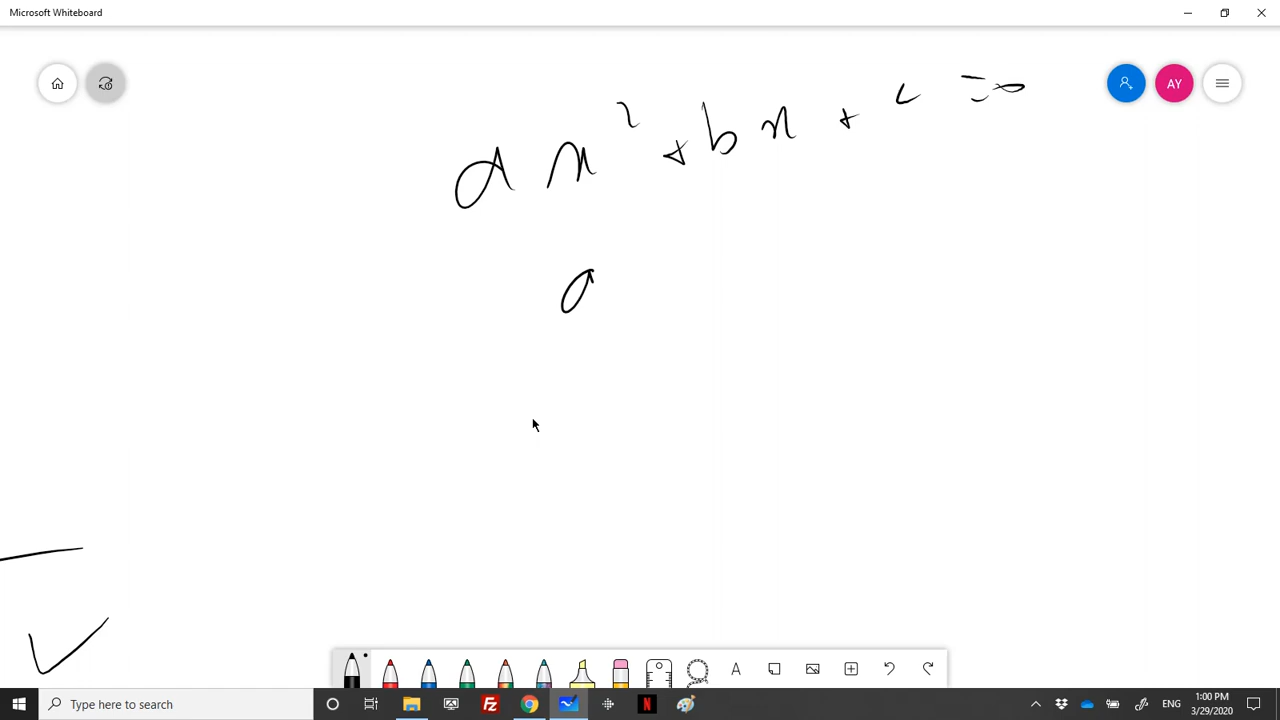 Microsoft Whiteboard
AY
ax² + bx + c = 0
a
A
Type here to search
ENG
1:00 PM
3/29/2020